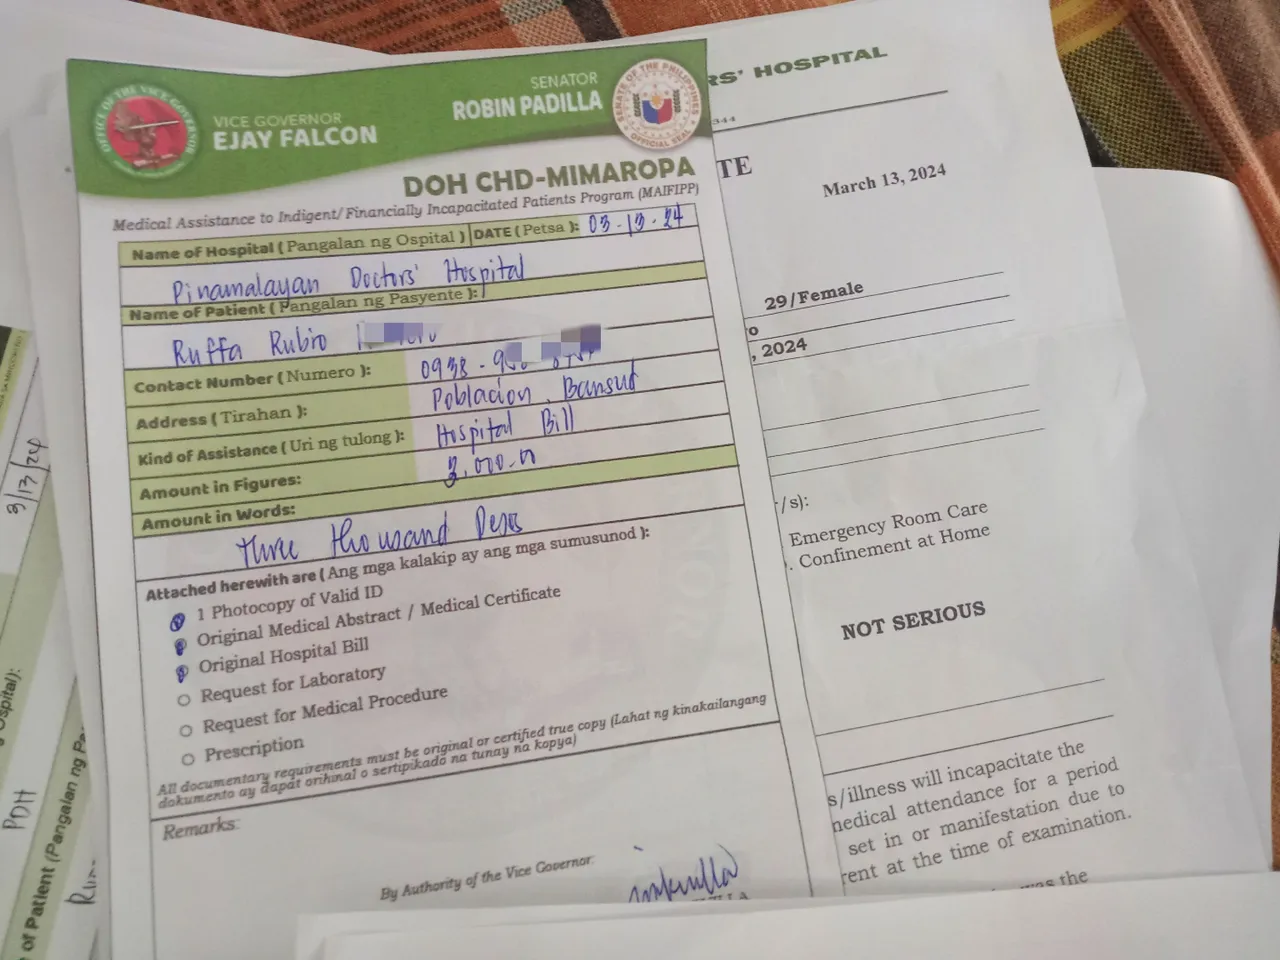 OFFICE OF THE VICE GOVERNOR
VICE GOVERNOR
EJAY FALCON
SENATOR
ROBIN PADILLA
SENATE OF THE PHILIPPINES
OFFICIAL SEAL
DOH CHD-MIMAROPA
Medical Assistance to Indigent/Financially Incapacitated Patients Program (MAIFIPP)
Name of Hospital ( Pangalan ng Ospital ) DATE ( Petsa ): 03-13-24
Pinamalayan Doctors' Hospital
Name of Patient ( Pangalan ng Pasyente ):
Ruffa Rubio
Contact Number ( Numero ): 0938 -
Address ( Tirahan ): Poblacion, Bansud
Kind of Assistance ( Uri ng tulong ): Hospital Bill
Amount in Figures: 3,000.00
Amount in Words:
Three thousand Pesos
Attached herewith are ( Ang mga kalakip ay ang mga sumusunod ):
1 Photocopy of Valid ID
Original Medical Abstract / Medical Certificate
Original Hospital Bill
Request for Laboratory
Request for Medical Procedure
Prescription
All documentary requirements must be original or certified true copy (Lahat ng kinakailangang
dokumento ay dapat orihinal o sertipikado na tunay na kopya)
Remarks:
By Authority of the Vice Governor:
RS' HOSPITAL
344
TE
March 13, 2024
29/Female
o
, 2024
/s):
Emergency Room Care
. Confinement at Home
NOT SERIOUS
s/illness will incapacitate the
medical attendance for a period
set in or manifestation due to
rent at the time of examination.
was the
3/13/24
ospital):
PDH
of Patient (Pangalan ng Pa